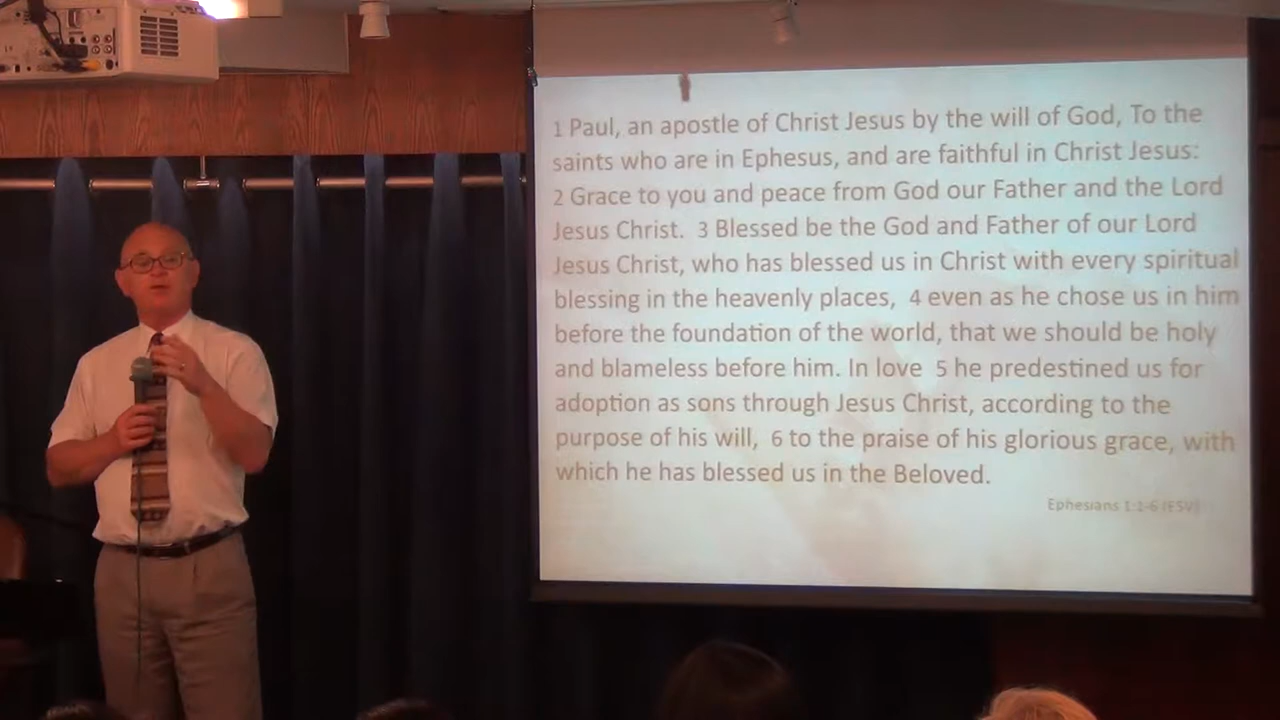 1 Paul, an apostle of Christ Jesus by the will of God, To the
saints who are in Ephesus, and are faithful in Christ Jesus:
2 Grace to you and peace from God our Father and the Lord
Jesus Christ. 3 Blessed be the God and Father of our Lord
Jesus Christ, who has blessed us in Christ with every spiritual
blessing in the heavenly places, 4 even as he chose us in him
before the foundation of the world, that we should be holy
and blameless before him. In love 5 he predestined us for
adoption as sons through Jesus Christ, according to the
purpose of his will, 6 to the praise of his glorious grace, with
which he has blessed us in the Beloved.
Ephesians 1:1-6 (ESV)